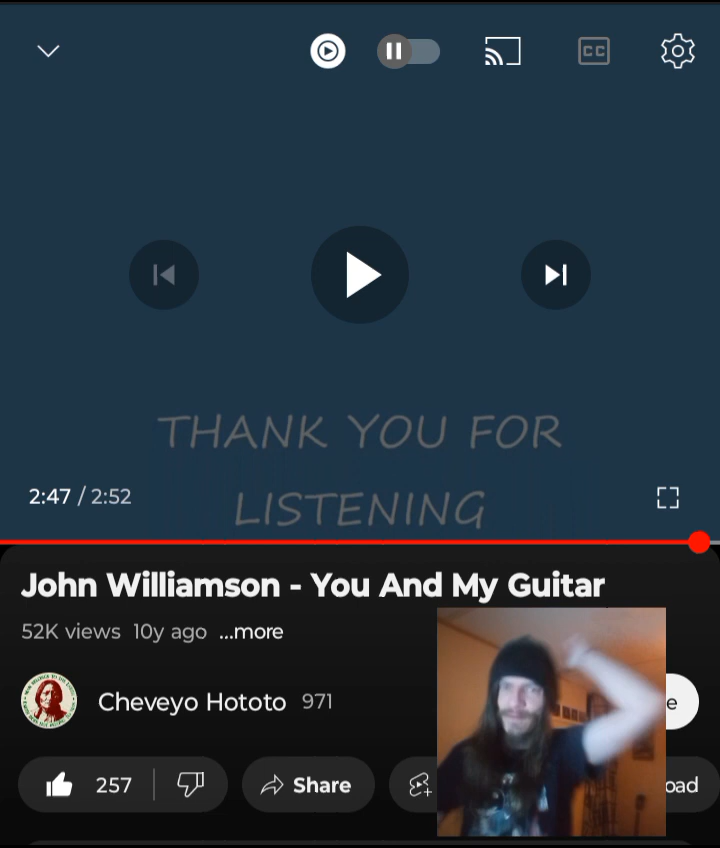 CC
THANK YOU FOR
2:47 / 2:52
LISTENING
John Williamson - You And My Guitar
52K views 10y ago ...more
Cheveyo Hototo 971
257 Share